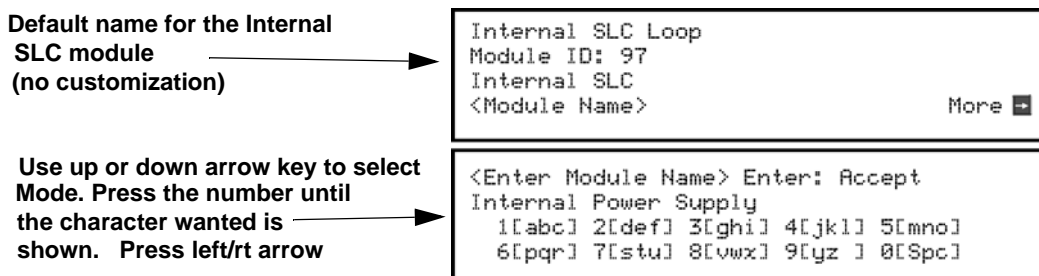 Default name for the Internal
SLC module
(no customization)
Internal SLC Loop
Module ID: 97
Internal SLC
<Module Name> More →
Use up or down arrow key to select
Mode. Press the number until
the character wanted is
shown. Press left/rt arrow
<Enter Module Name> Enter: Accept
Internal Power Supply
1[abc] 2[def] 3[ghi] 4[jkl] 5[mno]
6[pqr] 7[stu] 8[vwx] 9[yz ] 0[Spc]